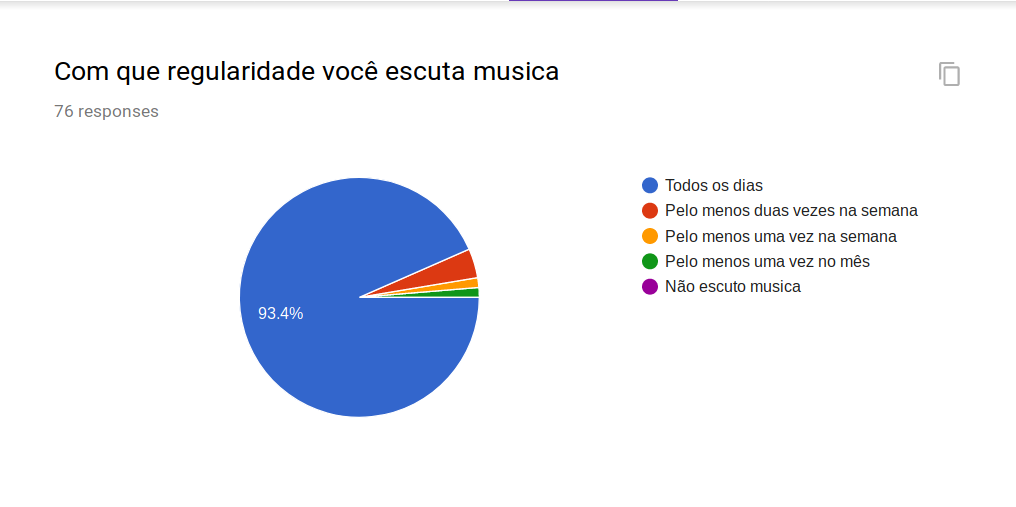 Com que regularidade você escuta musica
76 responses
Todos os dias
Pelo menos duas vezes na semana
Pelo menos uma vez na semana
Pelo menos uma vez no mês
Não escuto musica
93.4%